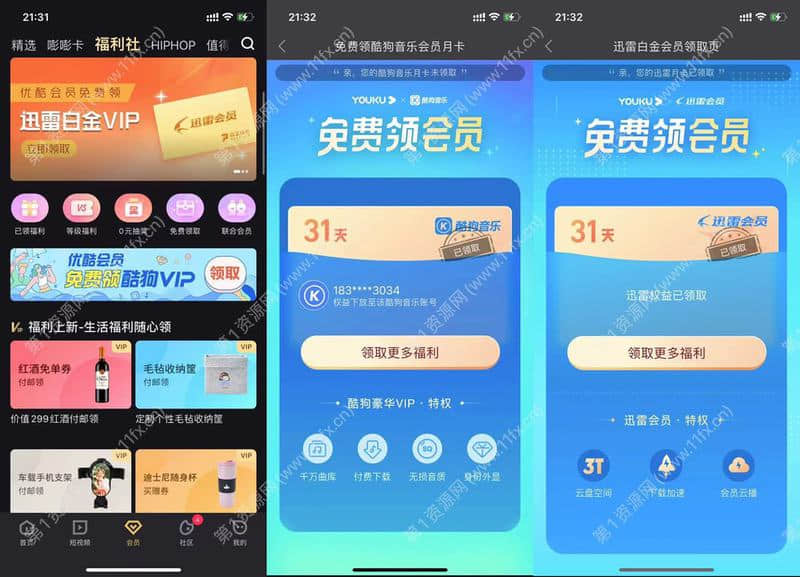 21:31
精选 嘭嘭卡 福利社 HIPHOP 值得
优酷会员免费领
迅雷白金VIP
立即领取
迅雷会员
已领福利 等级福利 0元抽奖 免费领取 联合会员
优酷会员
免费领酷狗VIP
领取
VIP 福利上新-生活福利随心领
VIP
红酒免单券
付邮领
价值299红酒付邮领
VIP
毛毡收纳筐
付邮领
定制个性毛毡收纳筐
VIP
车载手机支架
付邮领
VIP
迪士尼随身杯
买赠券
首页 短视频 会员 社区 我的
4
21:32
免费领酷狗音乐会员月卡
亲，您的酷狗音乐月卡未领取
YOUKU × 酷狗音乐
免费领会员
31天
酷狗音乐
已领取
183****3034
权益下放至该酷狗音乐账号
领取更多福利
酷狗豪华VIP · 特权
千万曲库 付费下载 无损音质 身份外显
21:32
迅雷白金会员领取页
亲，您的迅雷月卡已领取
YOUKU × 迅雷会员
免费领会员
31天
迅雷会员
已领取
迅雷权益已领取
领取更多福利
迅雷会员 · 特权
3T
云盘空间 下载加速 会员云播
第1资源网 (www.11fx.cn)